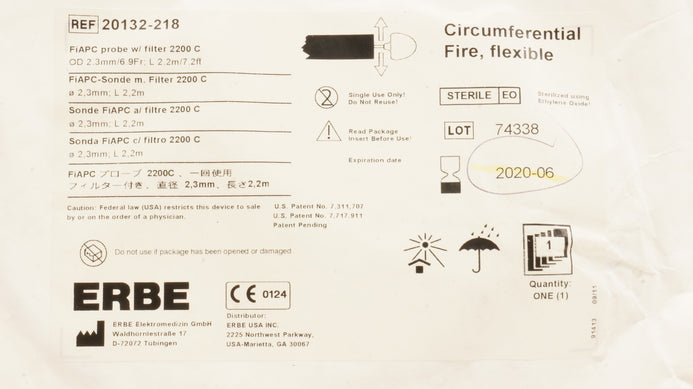 REF 20132-218
FiAPC probe w/ filter 2200 C
OD 2.3mm/6.9Fr; L 2.2m/7.2ft
FiAPC-Sonde m. Filter 2200 C
ø 2,3mm; L 2,2m
Sonde FiAPC a/ filtre 2200 C
ø 2,3mm; L 2,2m
Sonda FiAPC c/ filtro 2200 C
ø 2,3mm; L 2,2m
FiAPC プローブ 2200C 、一回使用
フィルター付き、直径 2,3mm、長さ2,2m
Circumferential
Fire, flexible
2
Single Use Only!
Do Not Reuse!
STERILE EO
Sterilized using
Ethylene Oxide!
Read Package
Insert Before Use!
LOT 74338
Expiration date
2020-06
Caution: Federal law (USA) restricts this device to sale
by or on the order of a physician.
U.S. Patent No. 7,311,707
U.S. Patent No. 7,717,911
Patent Pending
Do not use if package has been opened or damaged
1
Quantity:
ONE (1)
ERBE
CE 0124
ERBE Elektromedizin GmbH
Waldhornlestraße 17
D-72072 Tübingen
Distributor:
ERBE USA INC.
2225 Northwest Parkway,
USA-Marietta, GA 30067
91413 09/11